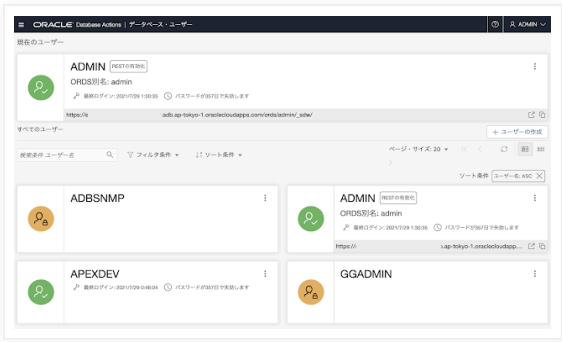 ORACLE Database Actions | データベース・ユーザー
ADMIN
現在のユーザー
ADMIN RESTの有効化
ORDS別名: admin
最終ログイン: 2021/7/29 1:30:35 パスワードが357日で失効します
https://e .adb.ap-tokyo-1.oraclecloudapps.com/ords/admin/_sdw/
すべてのユーザー
+ ユーザーの作成
検索条件 ユーザー名 フィルタ条件 ソート条件 ページ・サイズ: 20
ソート条件 ユーザー名: ASC
ADBSNMP
ADMIN RESTの有効化
ORDS別名: admin
最終ログイン: 2021/7/29 1:30:35 パスワードが357日で失効します
https:// .ap-tokyo-1.oraclecloudapp...
APEXDEV
最終ログイン: 2021/7/29 0:46:04 パスワードが357日で失効します
GGADMIN